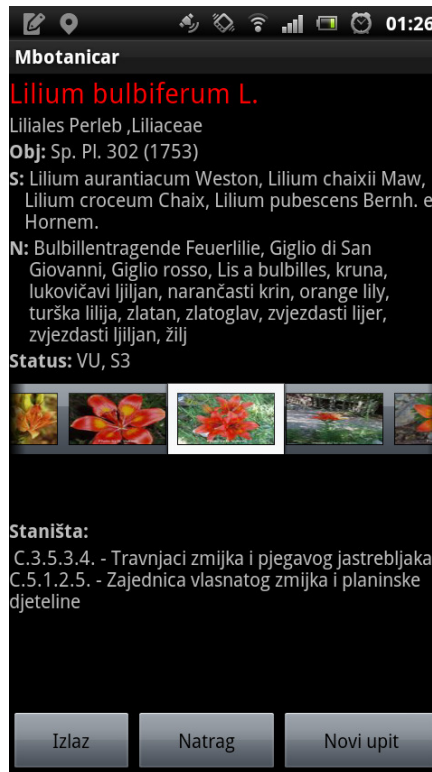 01:26
Mbotanicar
Lilium bulbiferum L.
Liliales Perleb ,Liliaceae
Obj: Sp. Pl. 302 (1753)
S: Lilium aurantiacum Weston, Lilium chaixii Maw,
Lilium croceum Chaix, Lilium pubescens Bernh. e
Hornem.
N: Bulbillentragende Feuerlilie, Giglio di San
Giovanni, Giglio rosso, Lis a bulbilles, kruna,
lukovičavi ljiljan, narančasti krin, orange lily,
turška lilija, zlatan, zlatoglav, zvjezdasti lijer,
zvjezdasti ljiljan, žilj
Status: VU, S3
Staništa:
C.3.5.3.4. - Travnjaci zmijka i pjegavog jastrebljaka
C.5.1.2.5. - Zajednica vlasnatog zmijka i planinske
djeteline
Izlaz
Natrag
Novi upit